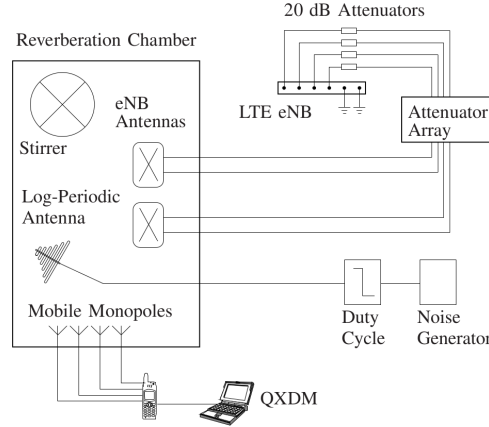 20 dB Attenuators
Reverberation Chamber
eNB
Antennas
LTE eNB
Attenuator
Array
Stirrer
Log-Periodic
Antenna
Mobile Monopoles
Duty
Cycle
Noise
Generator
QXDM